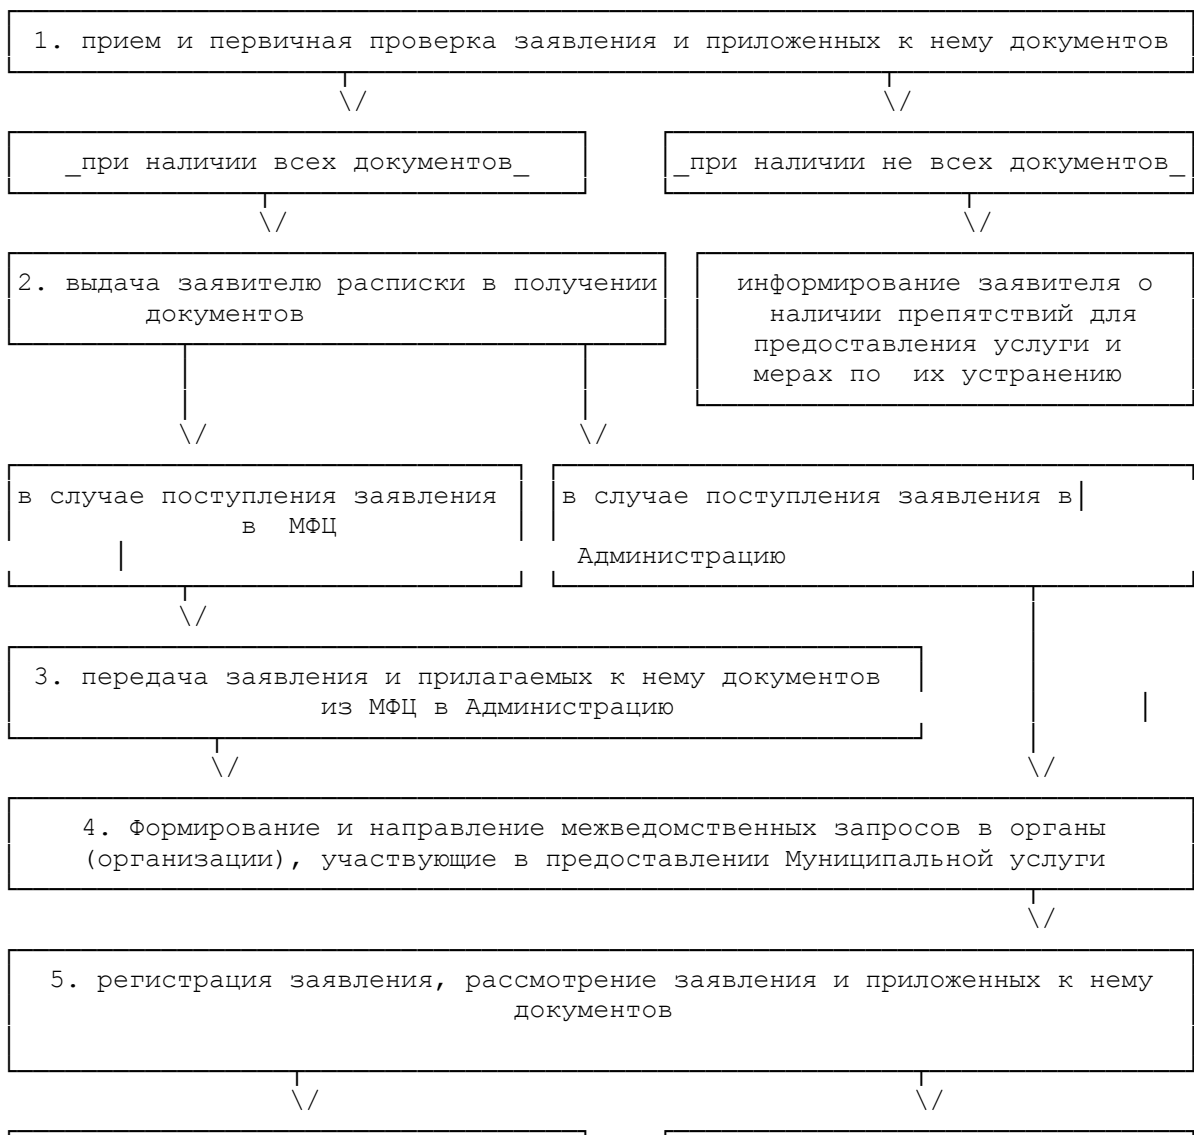 1. прием и первичная проверка заявления и приложенных к нему документов
\/ \/
_при наличии всех документов_
_при наличии не всех документов_
\/ \/
2. выдача заявителю расписки в получении
документов
информирование заявителя о
наличии препятствий для
предоставления услуги и
мерах по их устранению
\/ \/
в случае поступления заявления
в МФЦ
в случае поступления заявления в
Администрацию
\/
3. передача заявления и прилагаемых к нему документов
из МФЦ в Администрацию
\/ \/
4. Формирование и направление межведомственных запросов в органы
(организации), участвующие в предоставлении Муниципальной услуги
\/
5. регистрация заявления, рассмотрение заявления и приложенных к нему
документов
\/ \/